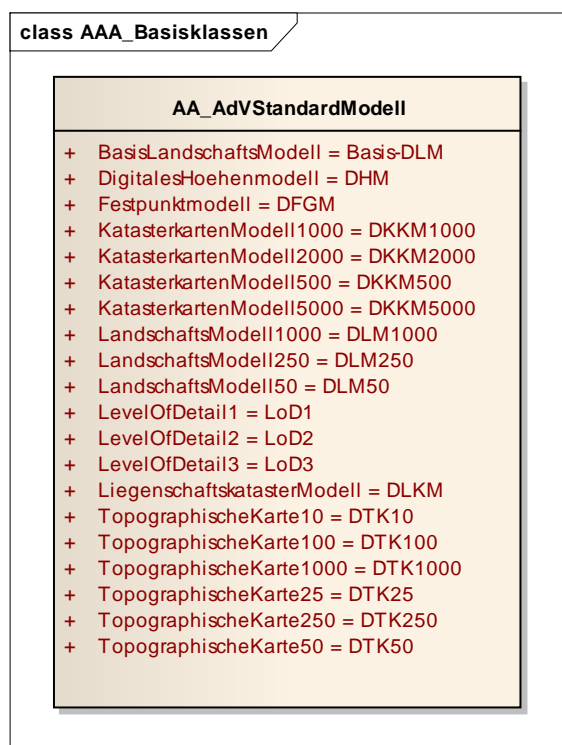 class AAA_Basisklassen
AA_AdVStandardModell
+ BasisLandschaftsModell = Basis-DLM
+ DigitalesHoehenmodell = DHM
+ Festpunktmodell = DFGM
+ KatasterkartenModell1000 = DKKM1000
+ KatasterkartenModell2000 = DKKM2000
+ KatasterkartenModell500 = DKKM500
+ KatasterkartenModell5000 = DKKM5000
+ LandschaftsModell1000 = DLM1000
+ LandschaftsModell250 = DLM250
+ LandschaftsModell50 = DLM50
+ LevelOfDetail1 = LoD1
+ LevelOfDetail2 = LoD2
+ LevelOfDetail3 = LoD3
+ LiegenschaftskatasterModell = DLKM
+ TopographischeKarte10 = DTK10
+ TopographischeKarte100 = DTK100
+ TopographischeKarte1000 = DTK1000
+ TopographischeKarte25 = DTK25
+ TopographischeKarte250 = DTK250
+ TopographischeKarte50 = DTK50